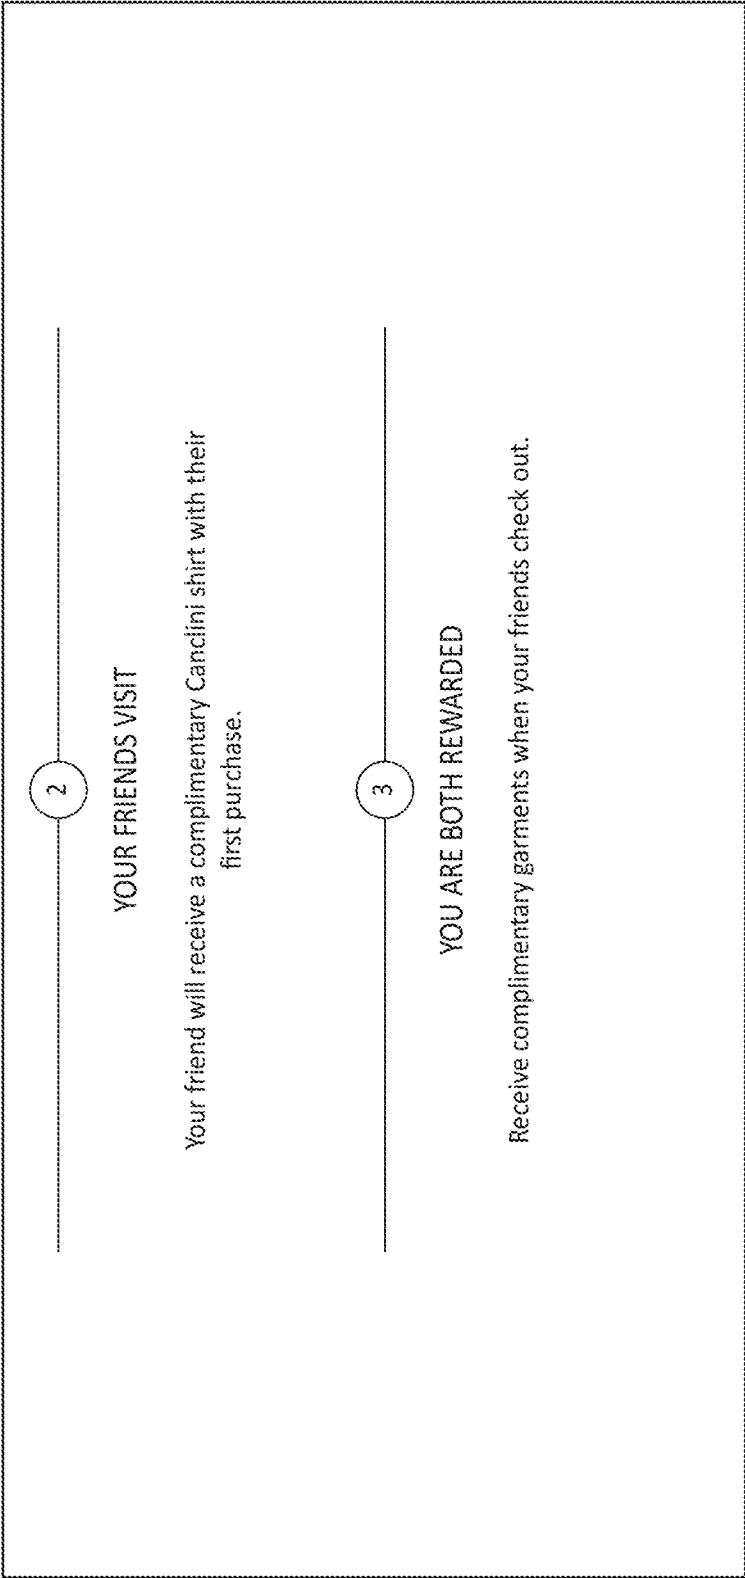 2
YOUR FRIENDS VISIT
Your friend will receive a complimentary Canclini shirt with their
first purchase.
3
YOU ARE BOTH REWARDED
Receive complimentary garments when your friends check out.